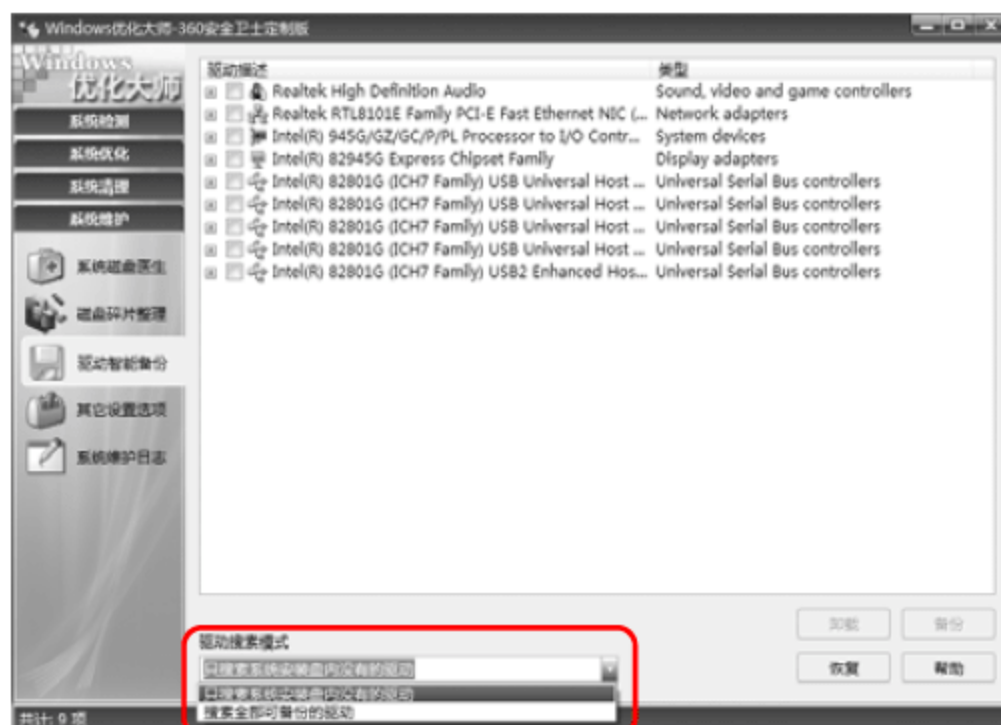 Windows优化大师-360安全卫士定制版
Windows
优化大师
系统检测
系统优化
系统清理
系统维护
系统磁盘医生
磁盘碎片整理
驱动智能备份
其它设置选项
系统维护日志
驱动描述 类型
Realtek High Definition Audio Sound, video and game controllers
Realtek RTL8101E Family PCI-E Fast Ethernet NIC (... Network adapters
Intel(R) 945G/GZ/GC/P/PL Processor to I/O Contr... System devices
Intel(R) 82945G Express Chipset Family Display adapters
Intel(R) 82801G (ICH7 Family) USB Universal Host ... Universal Serial Bus controllers
Intel(R) 82801G (ICH7 Family) USB Universal Host ... Universal Serial Bus controllers
Intel(R) 82801G (ICH7 Family) USB Universal Host ... Universal Serial Bus controllers
Intel(R) 82801G (ICH7 Family) USB Universal Host ... Universal Serial Bus controllers
Intel(R) 82801G (ICH7 Family) USB2 Enhanced Hos... Universal Serial Bus controllers
卸载 备份
驱动搜索模式
只搜索系统安装盘内没有的驱动
恢复 帮助
只搜索系统安装盘内没有的驱动
搜索全部可备份的驱动
共计: 9 项